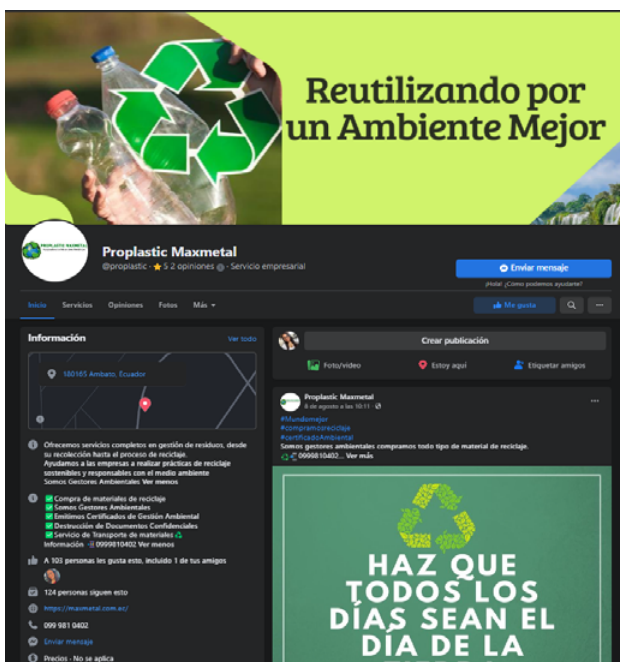 Reutilizando por
un Ambiente Mejor
PROPLASTIC MAXMETAL
Proplastic Maxmetal
@proplastic · 5 2 opiniones · Servicio empresarial
Enviar mensaje
¡Hola! ¿Cómo podemos ayudarte?
Inicio Servicios Opiniones Fotos Más
Me gusta
Información Ver todo
180165 Ambato, Ecuador
Ofrecemos servicios completos en gestión de residuos, desde
su recolección hasta el proceso de reciclaje.
Ayudamos a las empresas a realizar prácticas de reciclaje
sostenibles y responsables con el medio ambiente
Somos Gestores Ambientales Ver menos
Compra de materiales de reciclaje
Somos Gestores Ambientales
Emitimos Certificados de Gestión Ambiental
Destrucción de Documentos Confidenciales
Servicio de Transporte de materiales
Información 0999810402 Ver menos
A 103 personas les gusta esto, incluido 1 de tus amigos
124 personas siguen esto
https://maxmetal.com.ec/
099 981 0402
Enviar mensaje
Precios · No se aplica
Crear publicación
Foto/video Estoy aquí Etiquetar amigos
Proplastic Maxmetal
6 de agosto a las 10:11 ·
#Mundomejor
#compramosreciclaje
#certificadoAmbiental
Somos gestores ambientales compramos todo tipo de material de reciclaje.
0999810402... Ver más
HAZ QUE
TODOS LOS
DÍAS SEAN EL
DÍA DE LA